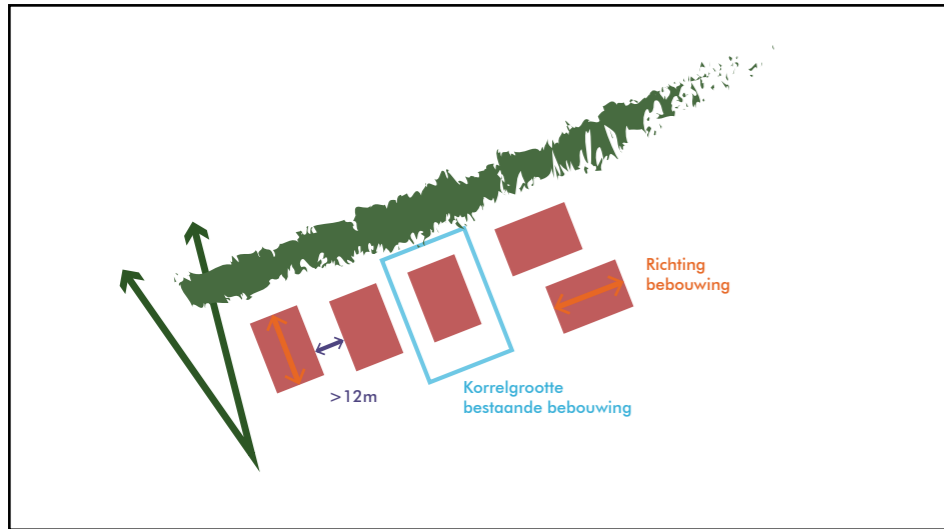 Richting
bebouwing
>12m
Korrelgrootte
bestaande bebouwing